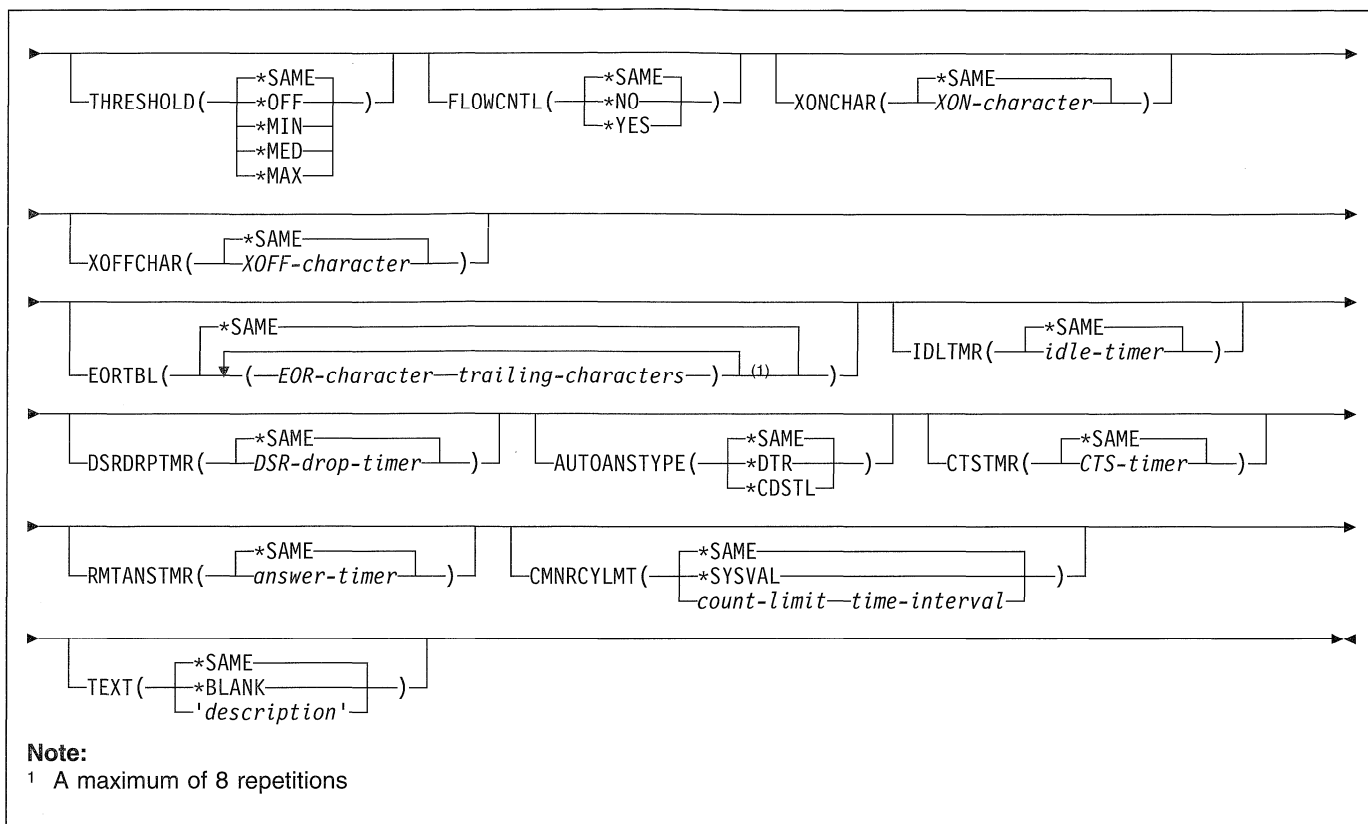 *SAME *SAME *SAME
THRESHOLD( *OFF ) FLOWCNTL( *NO ) XONCHAR( XON-character )
*MIN *YES
*MED
*MAX
*SAME
XOFFCHAR( XOFF-character )
*SAME *SAME
IDLTMR( idle-timer )
EORTBL( ( EOR-character trailing-characters ) (1) )
*SAME *SAME *SAME
DSRDRPTMR( DSR-drop-timer ) AUTOANSTYPE( *DTR ) CTSTMR( CTS-timer )
*CDSTL
*SAME *SAME
RMTANSTMR( answer-timer ) CMNRCYLMT( *SYSVAL )
count-limit time-interval
*SAME
TEXT( *BLANK )
'description'
Note:
1 A maximum of 8 repetitions